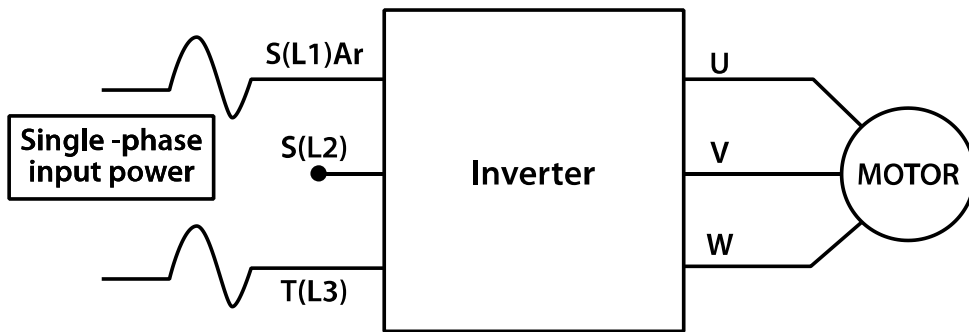 S(L1)Ar
Single -phase
input power
S(L2)
T(L3)
Inverter
U
V
W
MOTOR